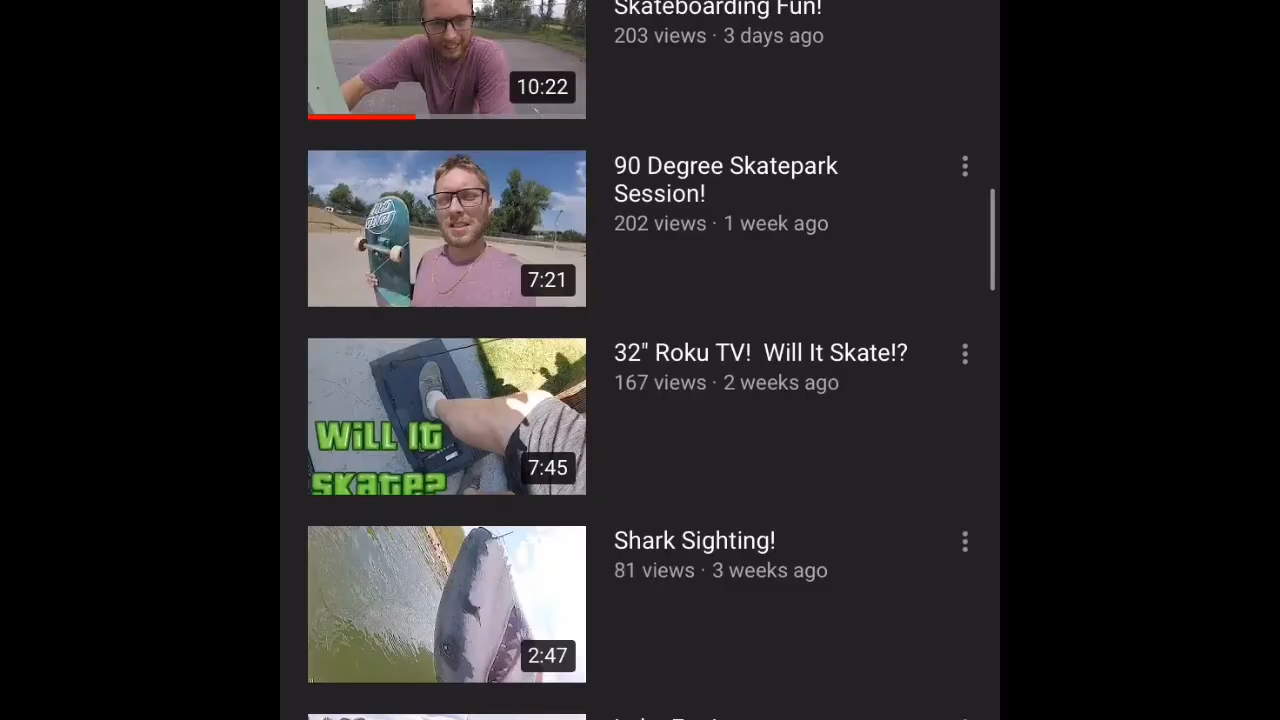 Skateboarding Fun!
203 views · 3 days ago
10:22
90 Degree Skatepark
Session!
202 views · 1 week ago
7:21
32" Roku TV!  Will It Skate!?
167 views · 2 weeks ago
WiLL It
SKate?
7:45
Shark Sighting!
81 views · 3 weeks ago
2:47